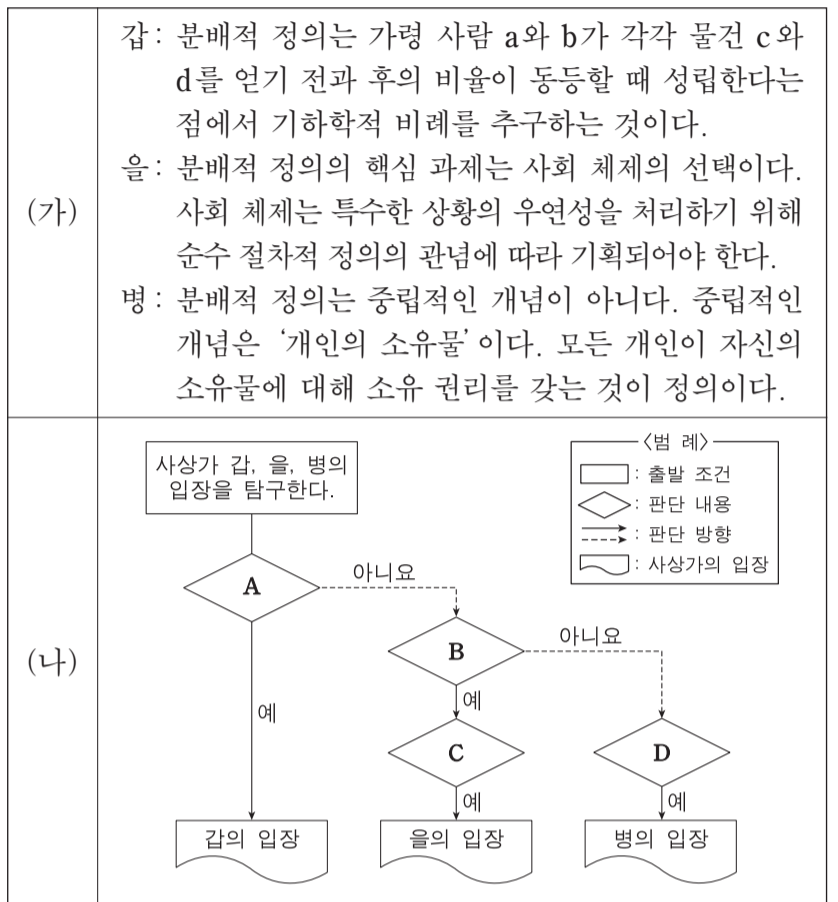 (가)
갑: 분배적 정의는 가령 사람 a와 b가 각각 물건 c와
d를 얻기 전과 후의 비율이 동등할 때 성립한다는
점에서 기하학적 비례를 추구하는 것이다.
을: 분배적 정의의 핵심 과제는 사회 체제의 선택이다.
사회 체제는 특수한 상황의 우연성을 처리하기 위해
순수 절차적 정의의 관념에 따라 기획되어야 한다.
병: 분배적 정의는 중립적인 개념이 아니다. 중립적인
개념은 ‘개인의 소유물’이다. 모든 개인이 자신의
소유물에 대해 소유 권리를 갖는 것이 정의이다.
(나)
사상가 갑, 을, 병의
입장을 탐구한다.
<범 례>
: 출발 조건
: 판단 내용
: 판단 방향
: 사상가의 입장
A
아니요
B
아니요
예
예
C
D
예
예
갑의 입장
을의 입장
병의 입장